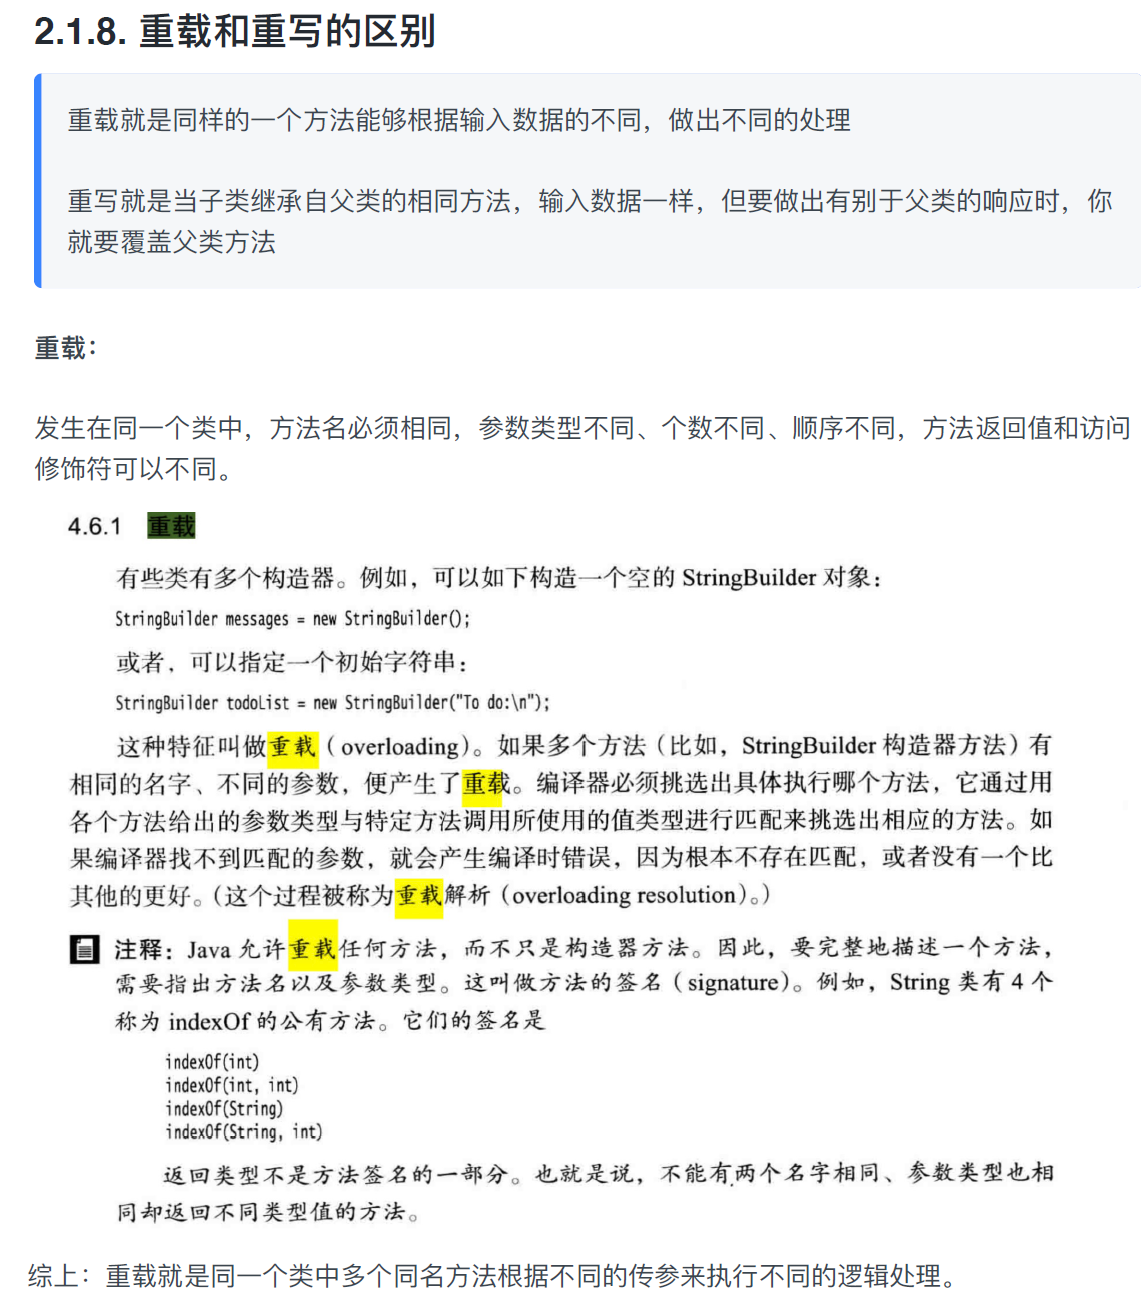 2.1.8. 重载和重写的区别
重载就是同样的一个方法能够根据输入数据的不同，做出不同的处理
重写就是当子类继承自父类的相同方法，输入数据一样，但要做出有别于父类的响应时，你
就要覆盖父类方法
重载：
发生在同一个类中，方法名必须相同，参数类型不同、个数不同、顺序不同，方法返回值和访问
修饰符可以不同。
4.6.1 重载
有些类有多个构造器。例如，可以如下构造一个空的 StringBuilder 对象：
StringBuilder messages = new StringBuilder();
或者，可以指定一个初始字符串：
StringBuilder todoList = new StringBuilder("To do:\n");
这种特征叫做重载（overloading）。如果多个方法（比如，StringBuilder 构造器方法）有
相同的名字、不同的参数，便产生了重载。编译器必须挑选出具体执行哪个方法，它通过用
各个方法给出的参数类型与特定方法调用所使用的值类型进行匹配来挑选出相应的方法。如
果编译器找不到匹配的参数，就会产生编译时错误，因为根本不存在匹配，或者没有一个比
其他的更好。（这个过程被称为重载解析（overloading resolution）。）
注释：Java 允许重载任何方法，而不只是构造器方法。因此，要完整地描述一个方法，
需要指出方法名以及参数类型。这叫做方法的签名（signature）。例如，String 类有 4 个
称为 indexOf 的公有方法。它们的签名是
indexOf(int)
indexOf(int, int)
indexOf(String)
indexOf(String, int)
返回类型不是方法签名的一部分。也就是说，不能有两个名字相同、参数类型也相
同却返回不同类型值的方法。
综上：重载就是同一个类中多个同名方法根据不同的传参来执行不同的逻辑处理。